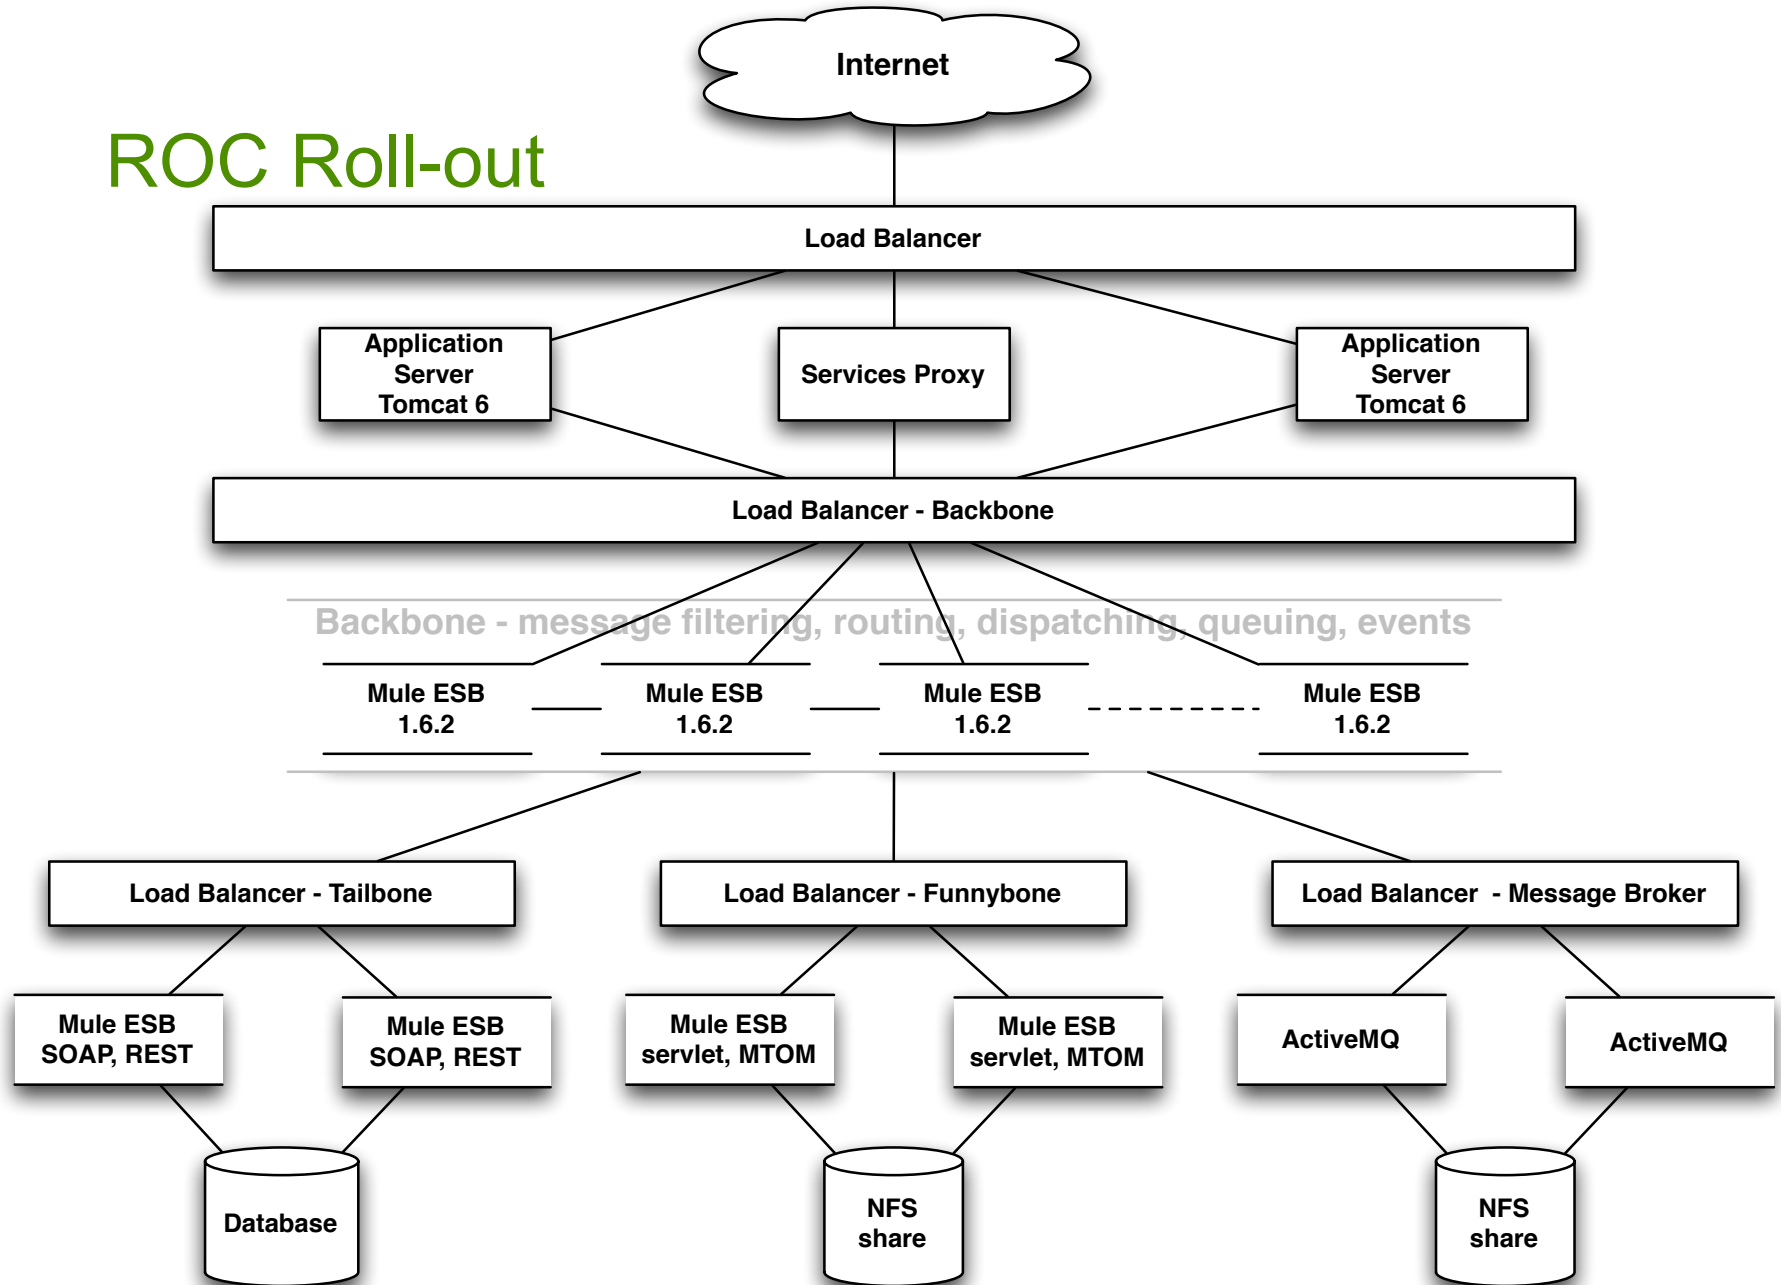 Internet
ROC Roll-out
Load Balancer
Application
Server
Tomcat 6
Services Proxy
Application
Server
Tomcat 6
Load Balancer - Backbone
Backbone - message filtering, routing, dispatching, queuing, events
Mule ESB
1.6.2
Mule ESB
1.6.2
Mule ESB
1.6.2
Mule ESB
1.6.2
Load Balancer - Tailbone
Load Balancer - Funnybone
Load Balancer - Message Broker
Mule ESB
SOAP, REST
Mule ESB
SOAP, REST
Mule ESB
servlet, MTOM
Mule ESB
servlet, MTOM
ActiveMQ
ActiveMQ
Database
NFS
share
NFS
share